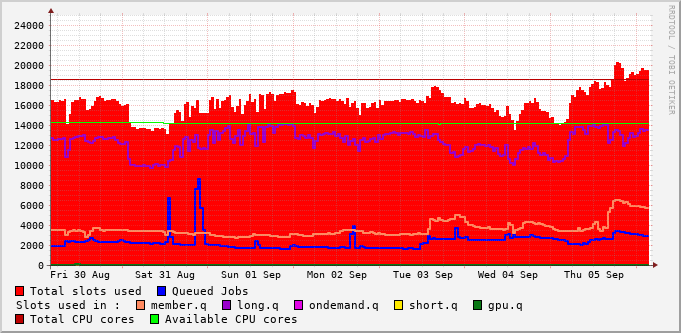 RRDTOOL / TOBI OETIKER
24000
22000
20000
18000
16000
14000
12000
10000
8000
6000
4000
2000
0
Fri 30 Aug Sat 31 Aug Sun 01 Sep Mon 02 Sep Tue 03 Sep Wed 04 Sep Thu 05 Sep
Total slots used Queued Jobs
Slots used in : member.q long.q ondemand.q short.q gpu.q
Total CPU cores Available CPU cores